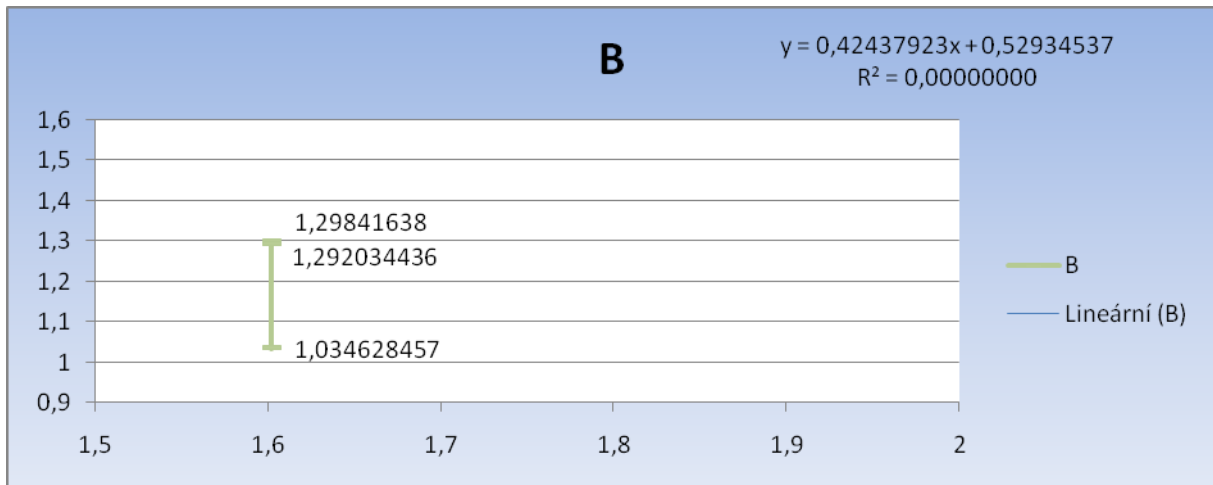 B
y = 0,42437923x + 0,52934537
R² = 0,00000000
1,6
1,5
1,4
1,3
1,2
1,1
1
0,9
1,29841638
1,292034436
1,034628457
1,5 1,6 1,7 1,8 1,9 2
B
Lineární (B)